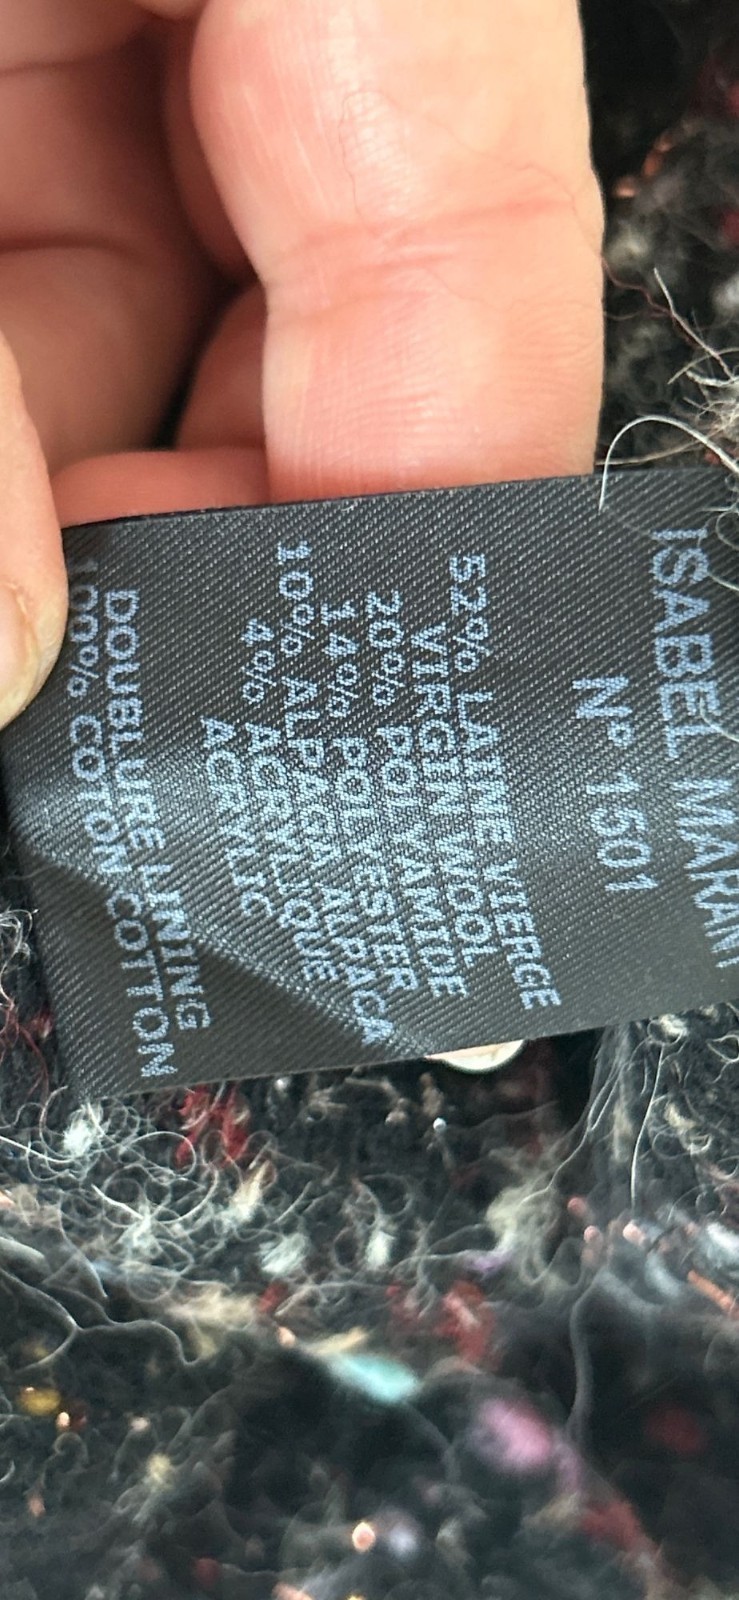 ISABEL MARANT
N° 1501
52% LAINE VIERGE
VIRGIN WOOL
20% POLYAMIDE
14% POLYESTER
10% ALPAGA ALPACA
4% ACRYLIQUE
ACRYLIC
DOUBLURE LINING
100% COTON COTTON